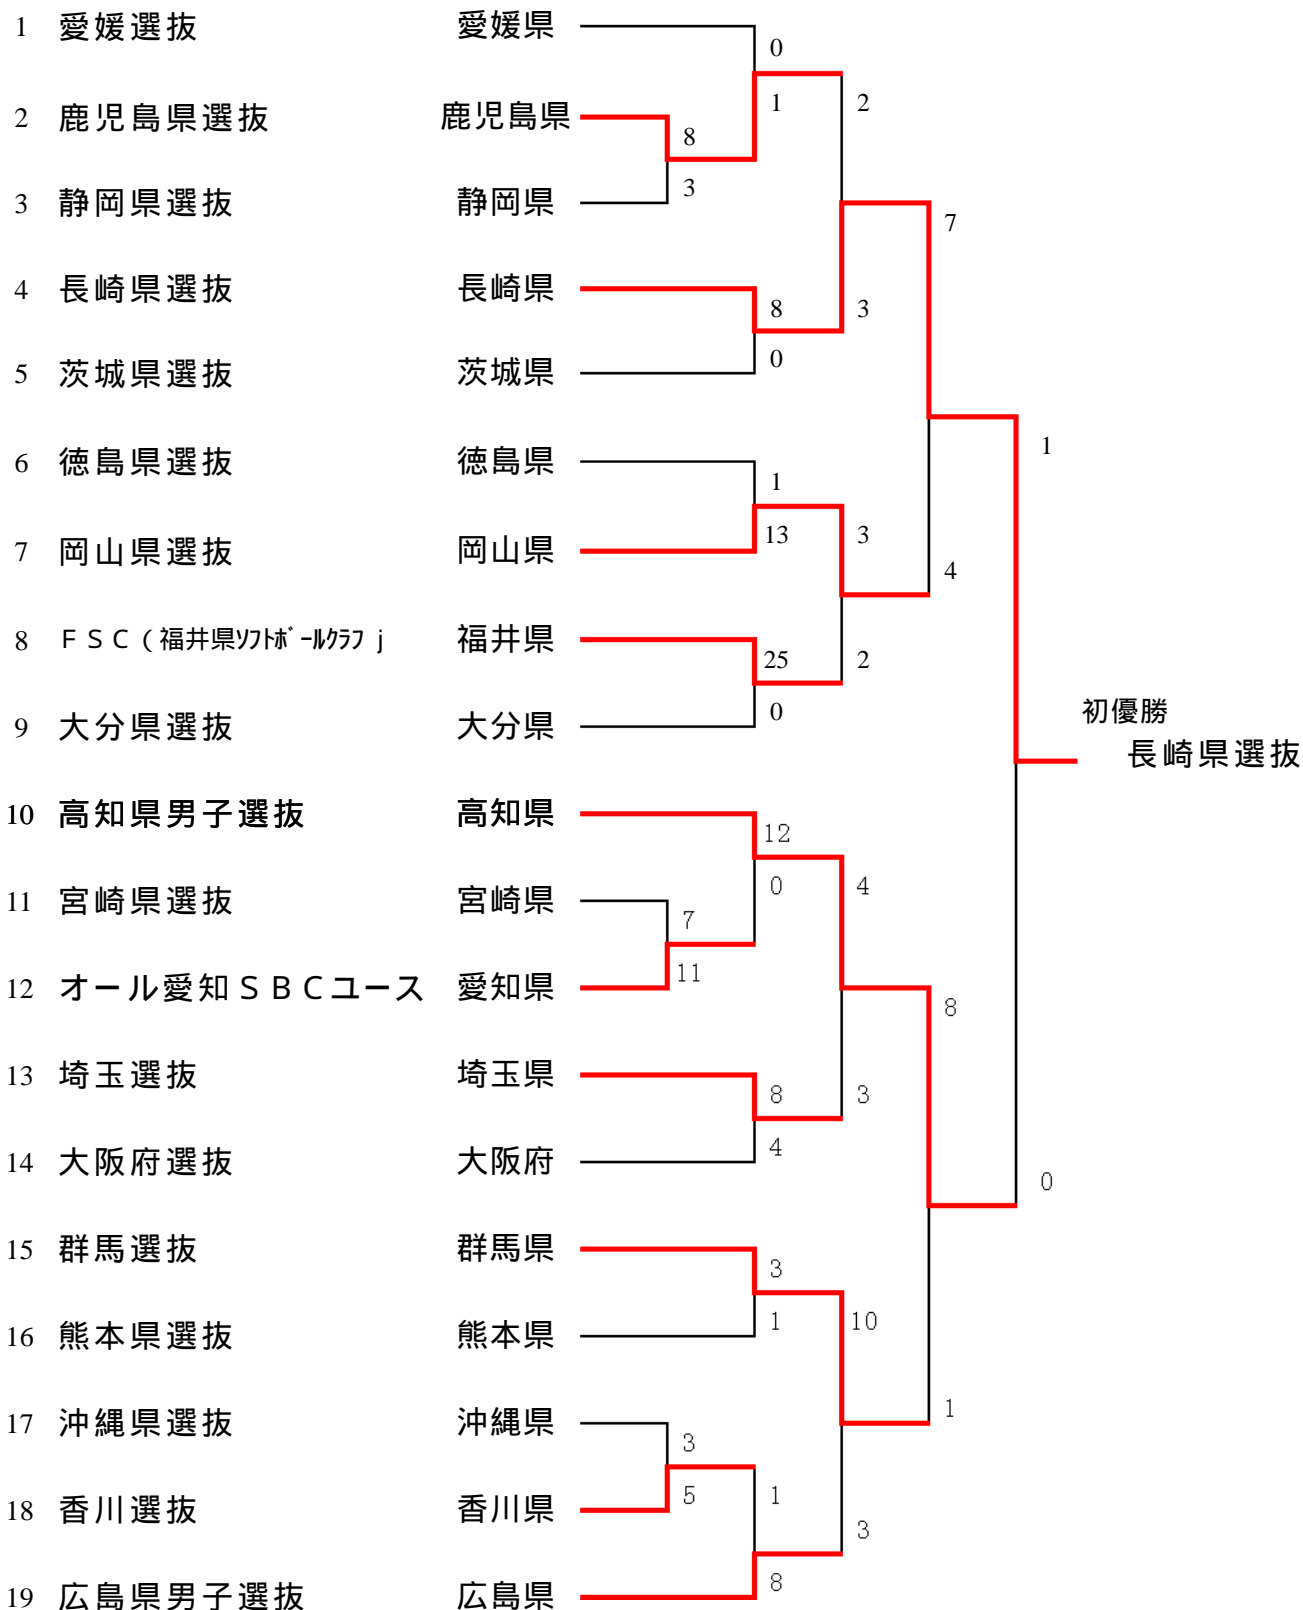 1 愛媛選抜 愛媛県
0
1
2
2 鹿児島県選抜 鹿児島県
8
3
3 静岡県選抜 静岡県
7
4 長崎県選抜 長崎県
8
3
0
5 茨城県選抜 茨城県
1
6 徳島県選抜 徳島県
1
13
3
7 岡山県選抜 岡山県
4
8 ＦＳＣ（福井県ｿﾌﾄﾎﾞｰﾙｸﾗﾌ j 福井県
25
2
0
9 大分県選抜 大分県
初優勝
長崎県選抜
10 高知県男子選抜 高知県
12
0
4
11 宮崎県選抜 宮崎県
7
11
12 オール愛知ＳＢＣユース 愛知県
8
13 埼玉選抜 埼玉県
8
3
4
14 大阪府選抜 大阪府
0
15 群馬選抜 群馬県
3
1
10
16 熊本県選抜 熊本県
1
17 沖縄県選抜 沖縄県
3
5
1
18 香川選抜 香川県
3
8
19 広島県男子選抜 広島県